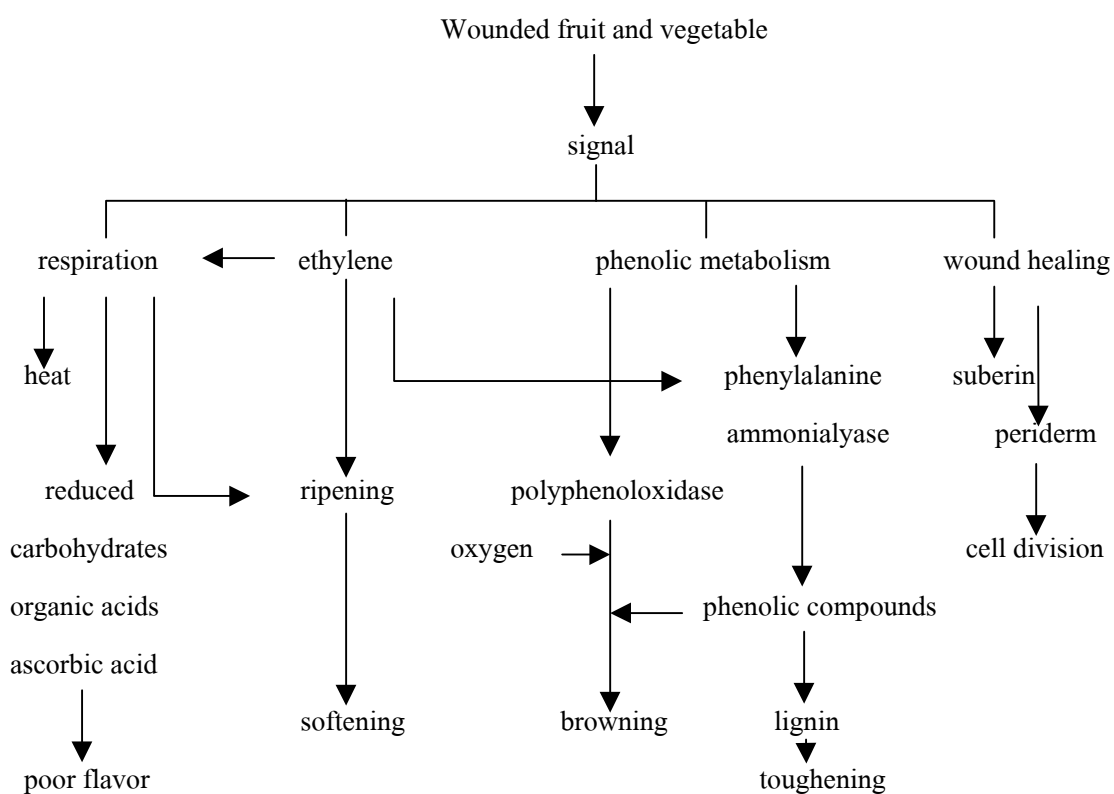 Wounded fruit and vegetable
signal
respiration ethylene phenolic metabolism wound healing
heat phenylalanine suberin
ammonialyase periderm
reduced ripening polyphenoloxidase
carbohydrates oxygen cell division
organic acids phenolic compounds
ascorbic acid
softening browning lignin
poor flavor toughening